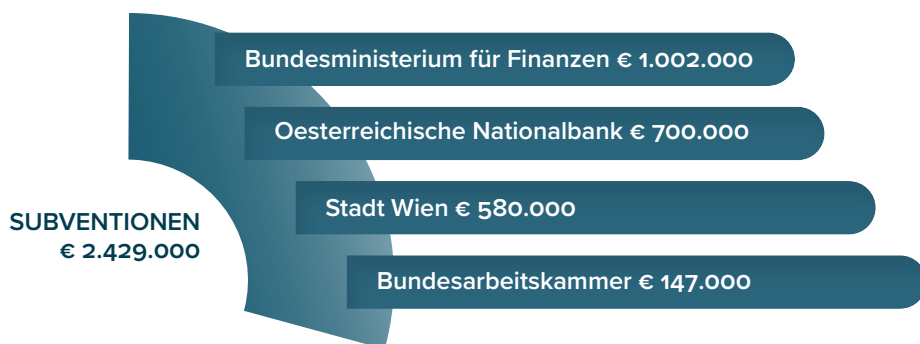 Bundesministerium für Finanzen € 1.002.000
Oesterreichische Nationalbank € 700.000
Stadt Wien € 580.000
SUBVENTIONEN
€ 2.429.000
Bundesarbeitskammer € 147.000